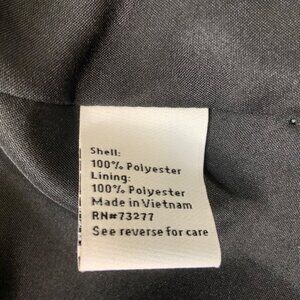 Shell:
100% Polyester
Lining:
100% Polyester
Made in Vietnam
RN#73277
See reverse for care